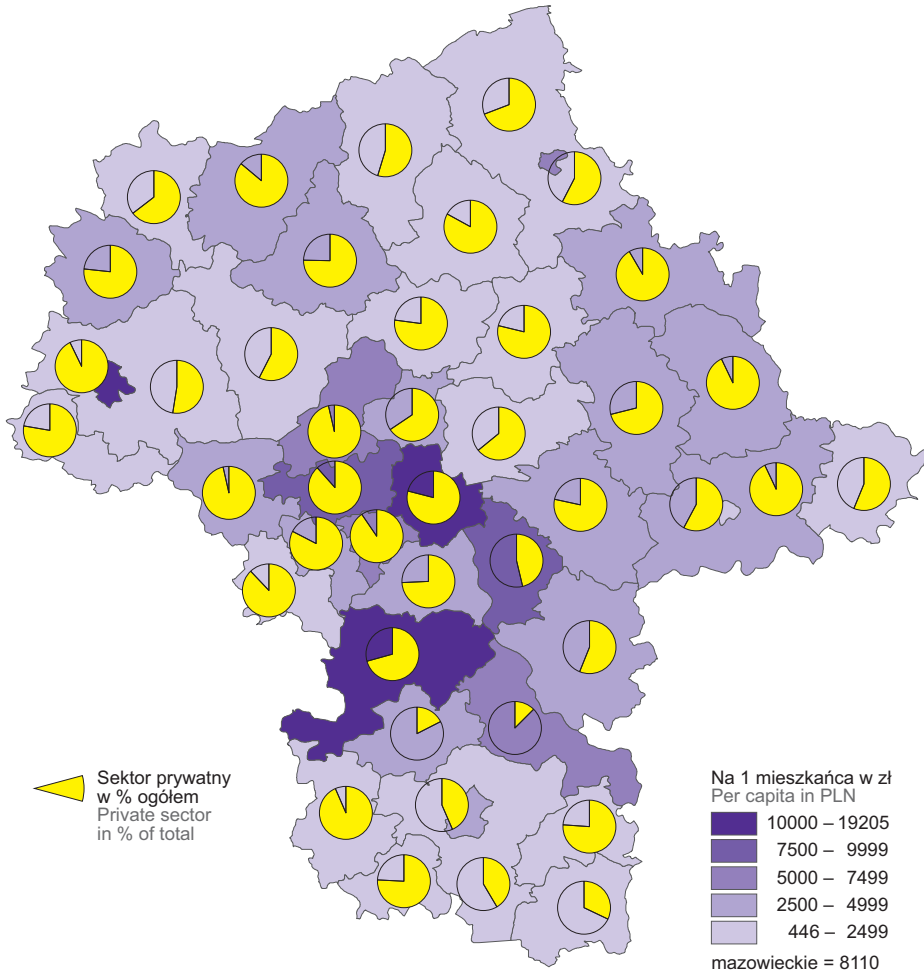 Sektor prywatny
w % ogółem
Private sector
in % of total
Na 1 mieszkańca w zł
Per capita in PLN
10000 – 19205
7500 – 9999
5000 – 7499
2500 – 4999
446 – 2499
mazowieckie = 8110